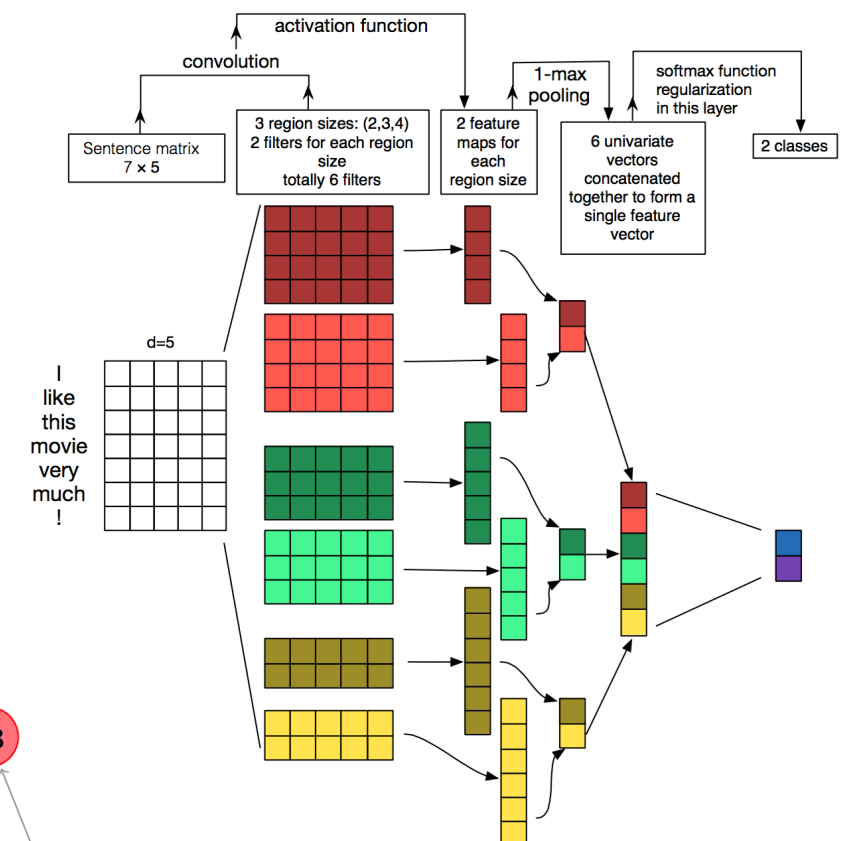 activation function
convolution
1-max
pooling
softmax function
regularization
in this layer
Sentence matrix
7 × 5
3 region sizes: (2,3,4)
2 filters for each region
size
totally 6 filters
2 feature
maps for
each
region size
6 univariate
vectors
concatenated
together to form a
single feature
vector
2 classes
d=5
I
like
this
movie
very
much
!